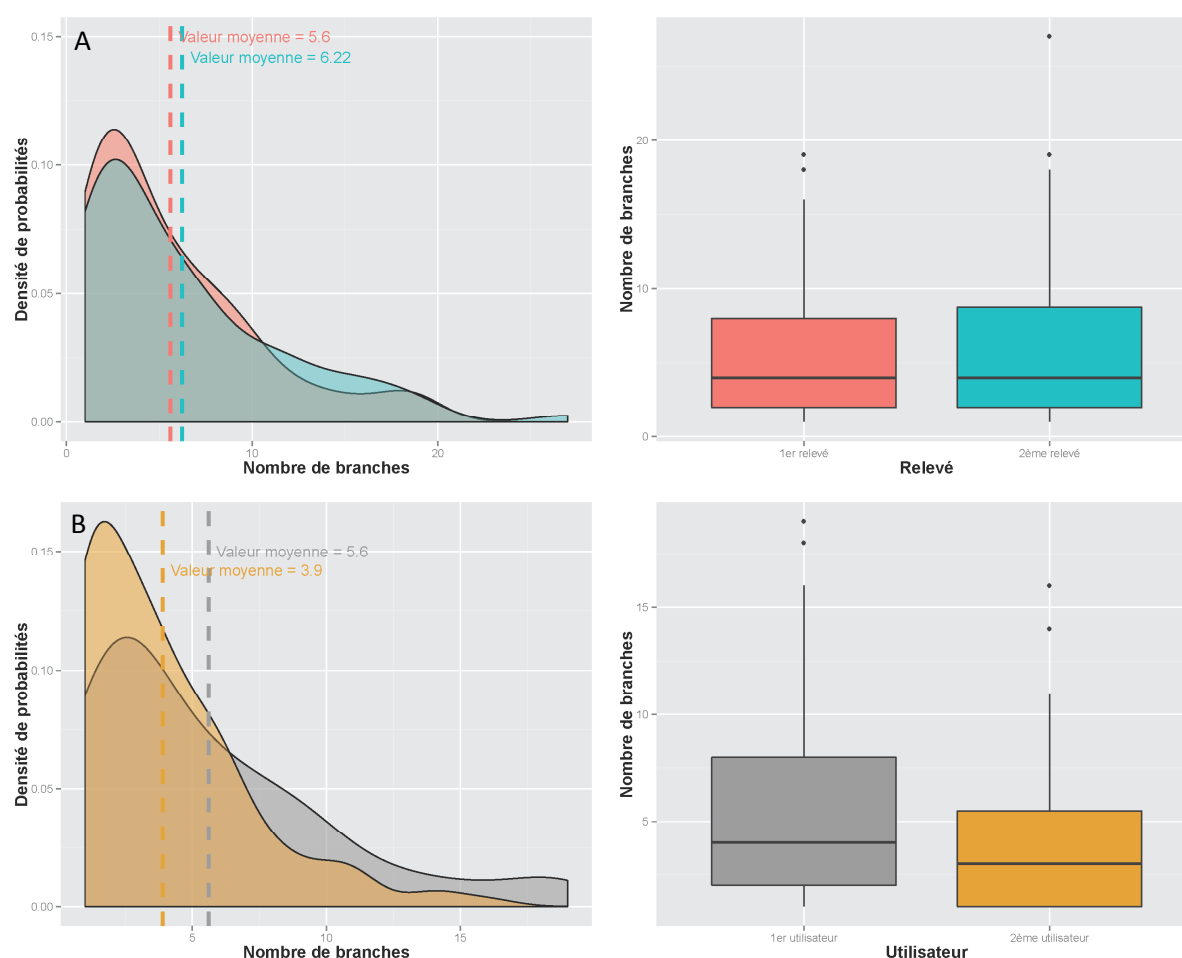 A
Valeur moyenne = 5.6
Valeur moyenne = 6.22
Densité de probabilités
0.15
0.10
0.05
0.00
0
10
20
Nombre de branches
Nombre de branches
20
10
0
1er relevé
2ème relevé
Relevé
B
Valeur moyenne = 5.6
Valeur moyenne = 3.9
Densité de probabilités
0.15
0.10
0.05
0.00
5
10
15
Nombre de branches
Nombre de branches
15
10
5
1er utilisateur
2ème utilisateur
Utilisateur